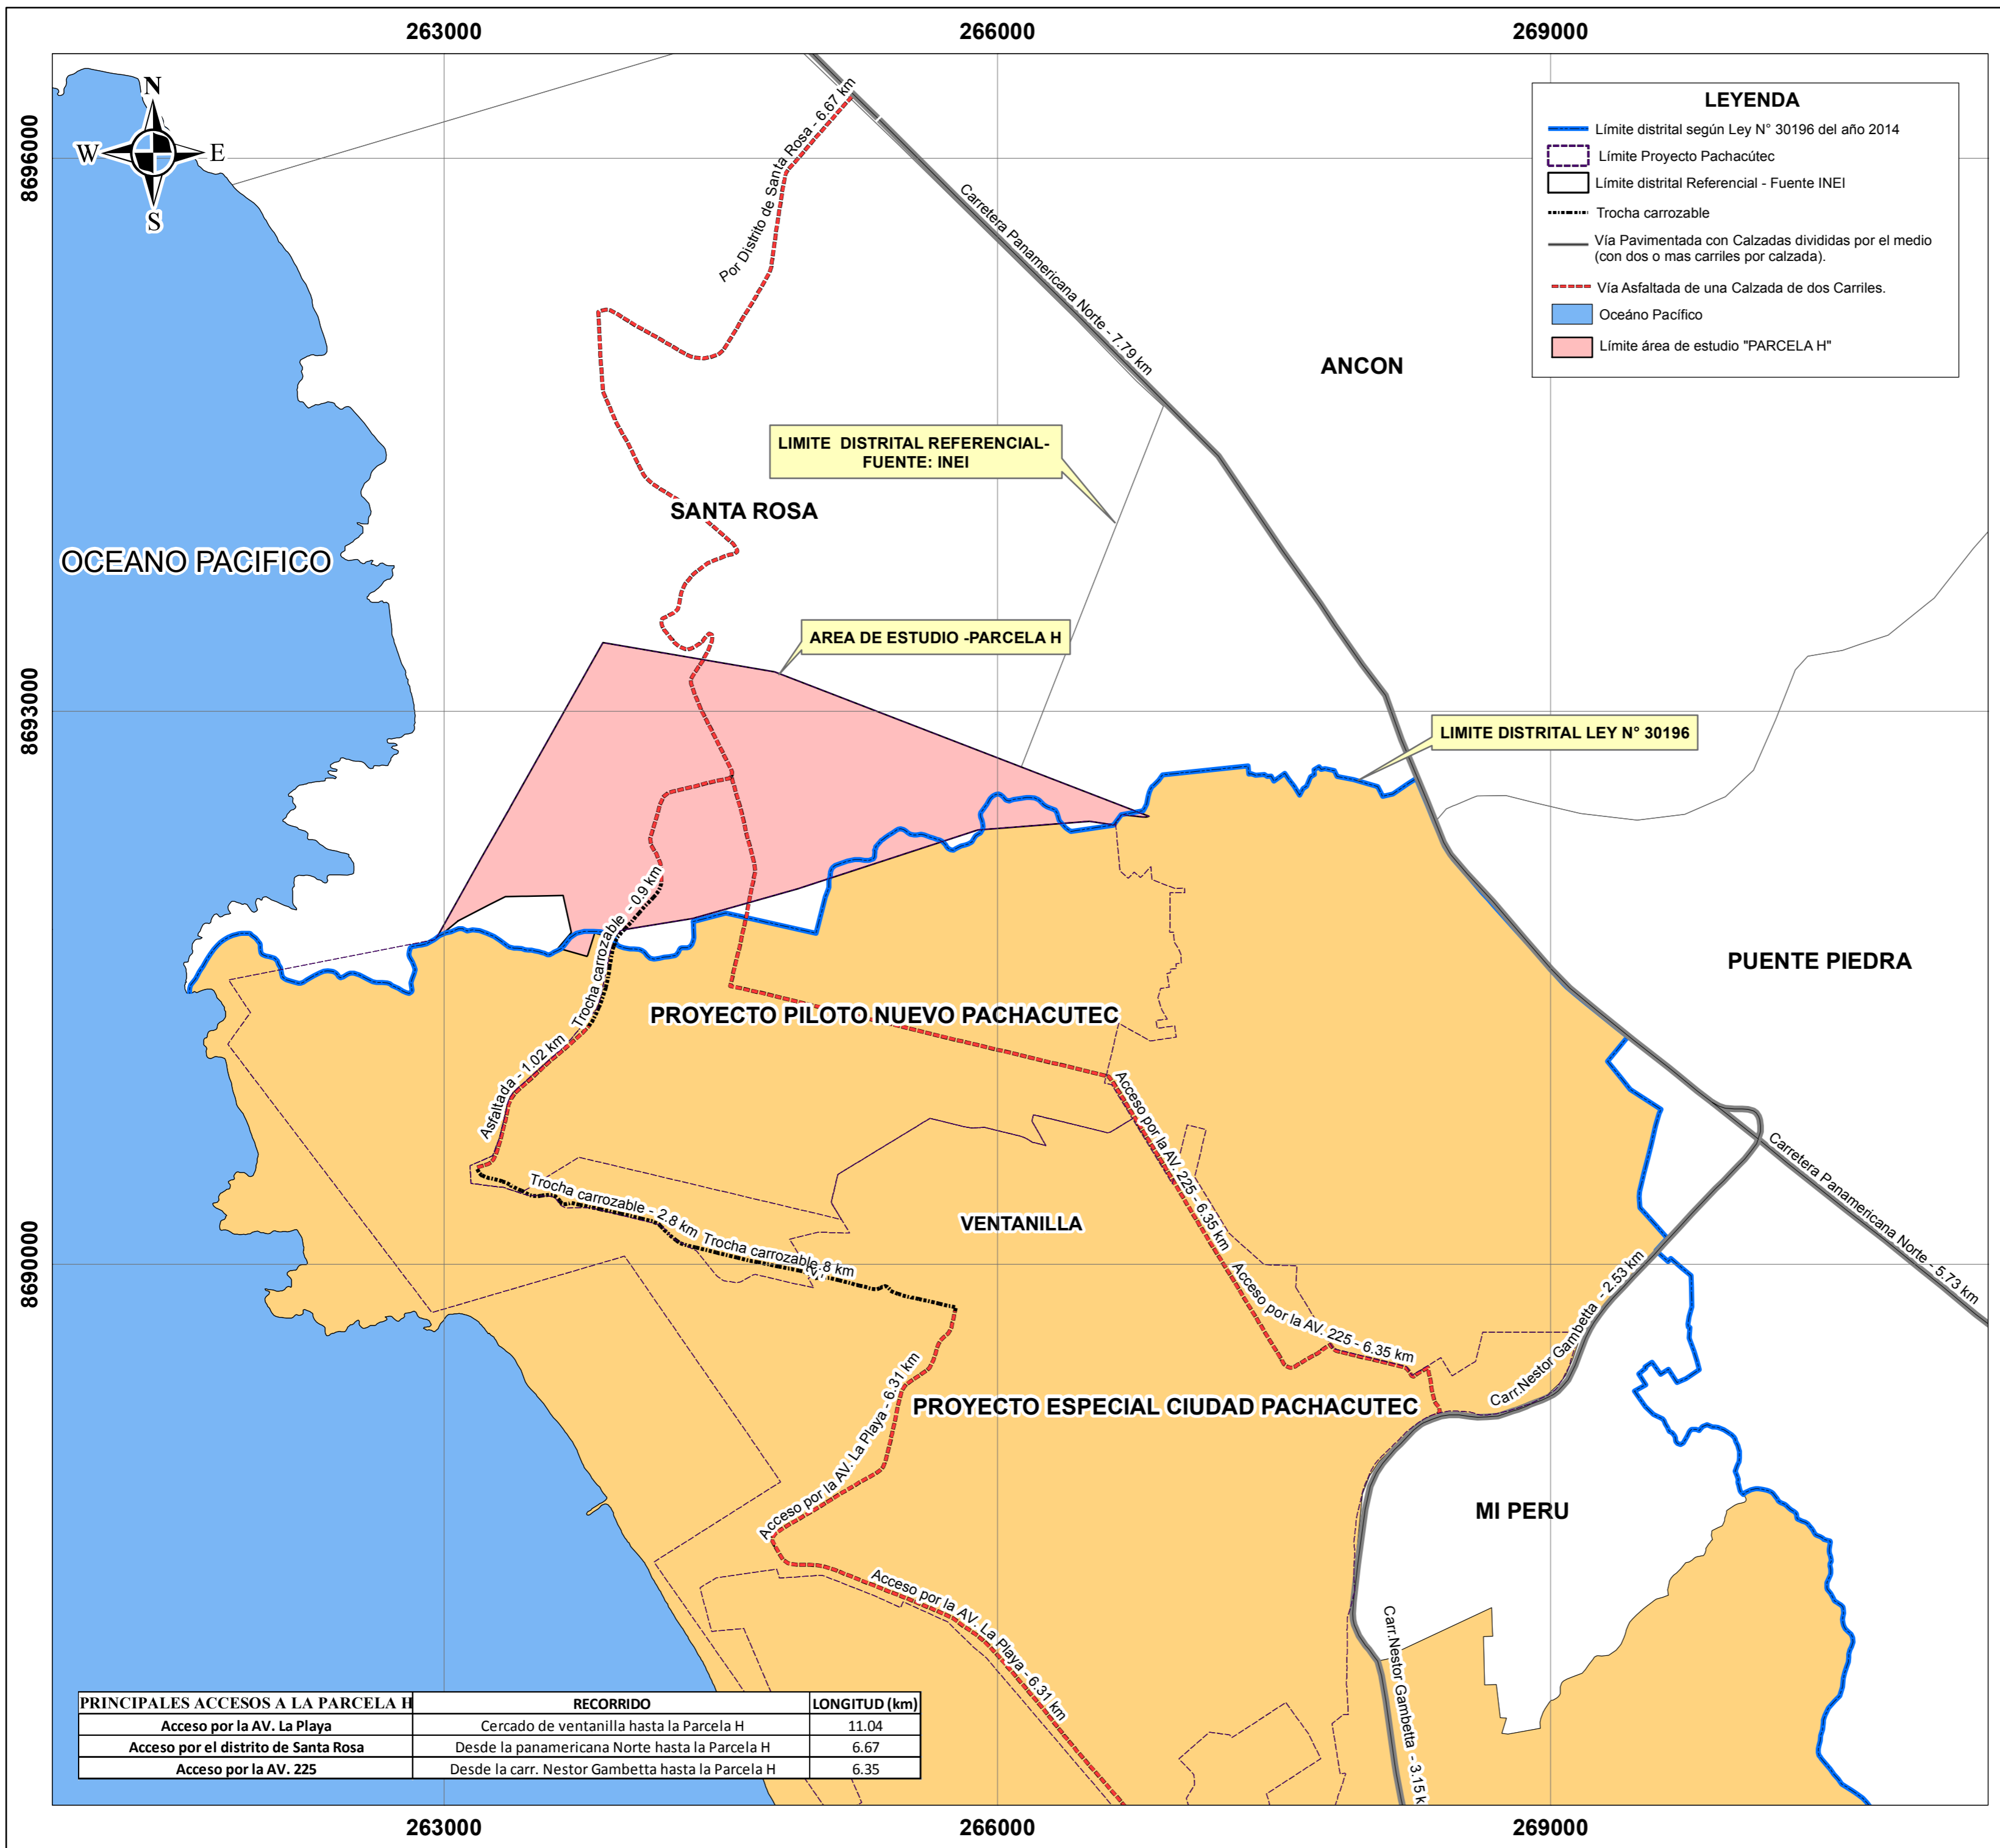 263000
266000
269000
8696000
8693000
8690000
N
W
E
S
LEYENDA
Límite distrital según Ley N° 30196 del año 2014
Límite Proyecto Pachacútec
Límite distrital Referencial - Fuente INEI
Trocha carrozable
Vía Pavimentada con Calzadas divididas por el medio
(con dos o mas carriles por calzada).
Vía Asfaltada de una Calzada de dos Carriles.
Océano Pacífico
Límite área de estudio "PARCELA H"
Por Distrito de Santa Rosa - 6.67 km
Carretera Panamericana Norte - 7.79 km
ANCON
LIMITE DISTRITAL REFERENCIAL-
FUENTE: INEI
SANTA ROSA
OCEANO PACIFICO
AREA DE ESTUDIO -PARCELA H
LIMITE DISTRITAL LEY N° 30196
Trocha carrozable - 0.9 km
PUENTE PIEDRA
PROYECTO PILOTO NUEVO PACHACUTEC
Asfaltada - 1.02 km
Acceso por la AV. 225 - 6.35 km
Trocha carrozable - 2.8 km
Trocha carrozable
8 km
VENTANILLA
Carretera Panamericana Norte - 5.73 km
Acceso por la AV. 225 - 6.35 km
Carr.Nestor Gambetta - 2.53 km
Acceso por la AV. La Playa - 6.31 km
PROYECTO ESPECIAL CIUDAD PACHACUTEC
MI PERU
Acceso por la AV. La Playa - 6.31 km
Carr.Nestor Gambetta - 3.15 k
PRINCIPALES ACCESOS A LA PARCELA H RECORRIDO LONGITUD (km)
Acceso por la AV. La Playa Cercado de ventanilla hasta la Parcela H 11.04
Acceso por el distrito de Santa Rosa Desde la panamericana Norte hasta la Parcela H 6.67
Acceso por la AV. 225 Desde la carr. Nestor Gambetta hasta la Parcela H 6.35
263000
266000
269000